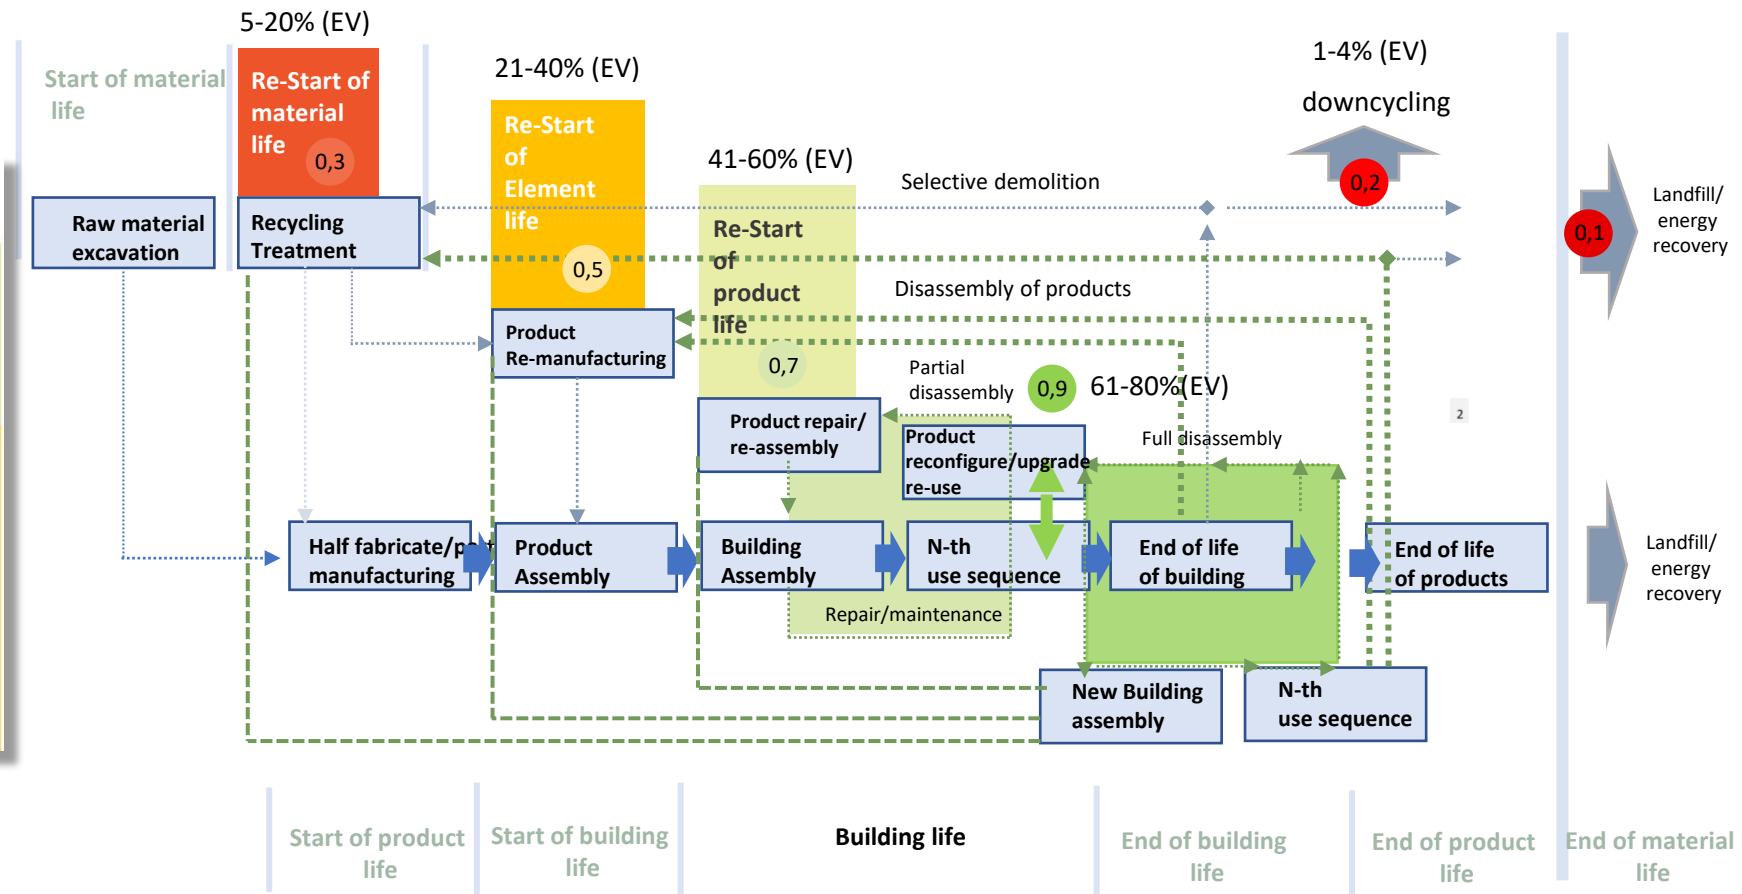 5-20% (EV)
Start of material
life
Re-Start of
material
life
0,3
21-40% (EV)
Re-Start
of
Element
life
0,5
41-60% (EV)
Re-Start
of
product
life
0,7
1-4% (EV)
downcycling
0,2
Selective demolition
Landfill/
energy
recovery
0,1
Raw material
excavation
Recycling
Treatment
Disassembly of products
Product
Re-manufacturing
Partial
disassembly
0,9
61-80%(EV)
2
Product repair/
re-assembly
Product
reconfigure/upgrade
re-use
Full disassembly
Half fabricate/part
manufacturing
Product
Assembly
Building
Assembly
N-th
use sequence
End of life
of building
End of life
of products
Landfill/
energy
recovery
Repair/maintenance
New Building
assembly
N-th
use sequence
Start of product
life
Start of building
life
Building life
End of building
life
End of product
life
End of material
life